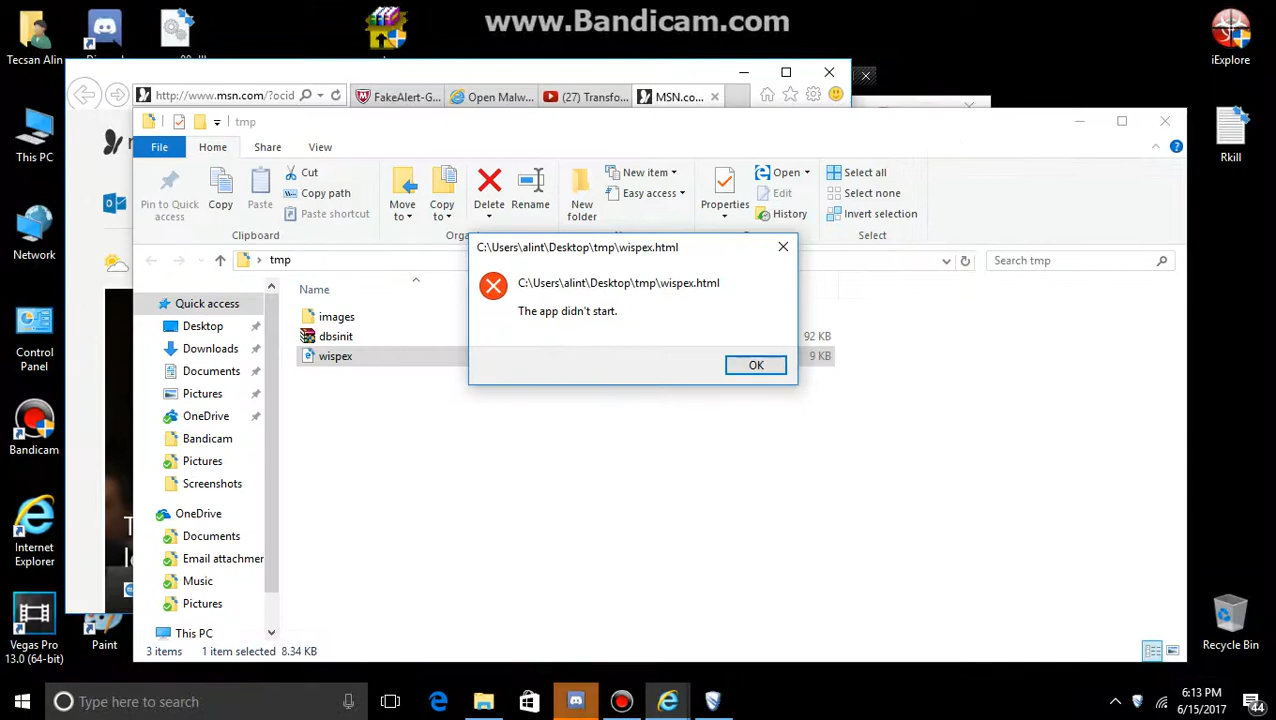 www.Bandicam.com
Tecsan Alin
iExplore
http://www.msn.com/?ocid
FakeAlert-G...
Open Malw...
(27) Transfo...
MSN.co...
tmp
File
Home
Share
View
Pin to Quick access
Copy
Paste
Cut
Copy path
Paste shortcut
Move to
Copy to
Delete
Rename
New folder
New item
Easy access
Properties
Open
Edit
History
Select all
Select none
Invert selection
Clipboard
Select
This PC
Rkill
tmp
Search tmp
C:\Users\alint\Desktop\tmp\wispex.html
C:\Users\alint\Desktop\tmp\wispex.html
The app didn't start.
OK
Name
images
dbsinit
92 KB
wispex
9 KB
Quick access
Desktop
Downloads
Documents
Pictures
OneDrive
Bandicam
Pictures
Screenshots
OneDrive
Documents
Email attachmer
Music
Pictures
This PC
Network
Control Panel
Bandicam
Internet Explorer
Vegas Pro 13.0 (64-bit)
Paint
Recycle Bin
3 items
1 item selected 8.34 KB
Type here to search
6:13 PM
6/15/2017
44